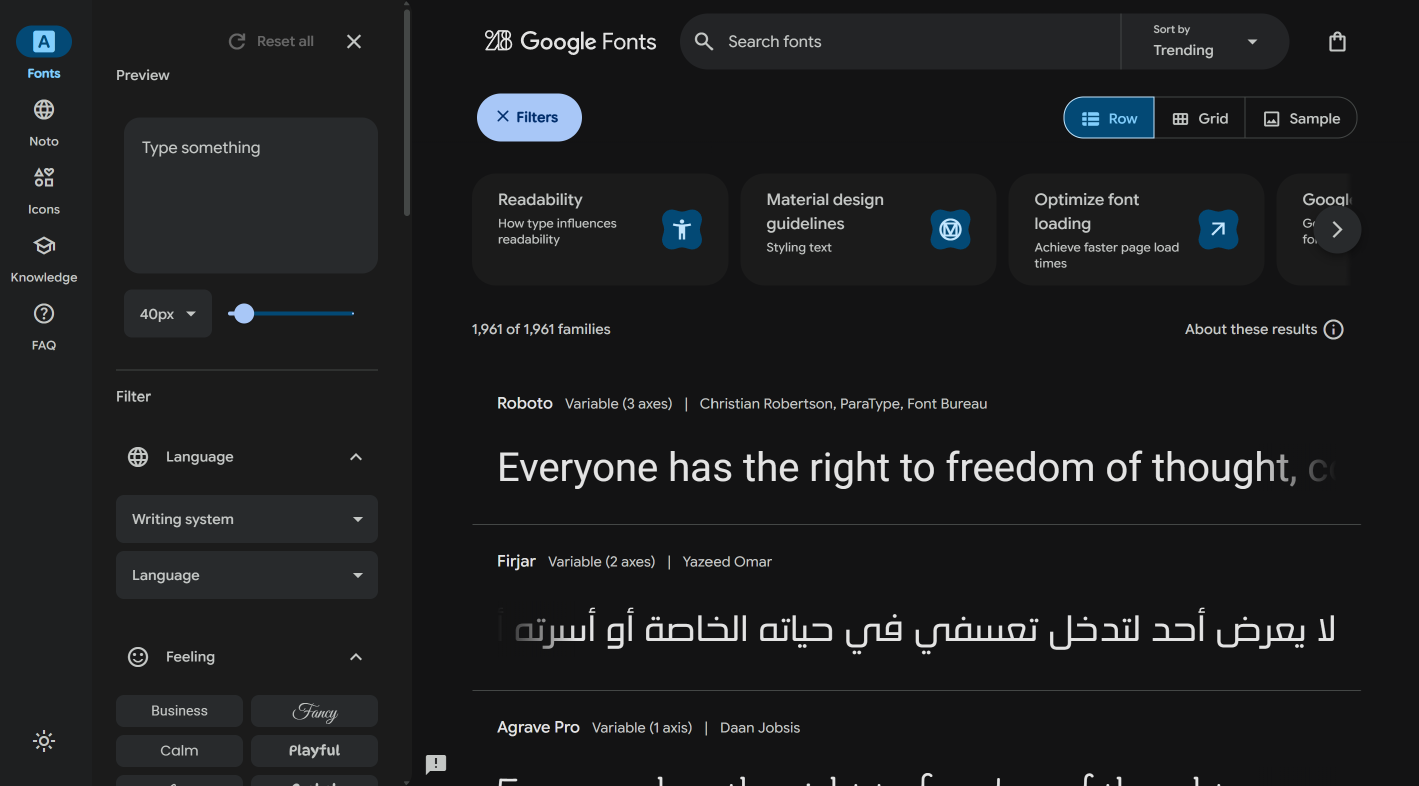 Fonts
Noto
Icons
Knowledge
FAQ
Reset all
Preview
Type something
40px
Filter
Language
Writing system
Language
Feeling
Business
Fancy
Calm
Playful
Google Fonts
Search fonts
Sort by
Trending
Filters
Row
Grid
Sample
Readability
How type influences
readability
Material design
guidelines
Styling text
Optimize font
loading
Achieve faster page load
times
1,961 of 1,961 families
About these results
Roboto Variable (3 axes) | Christian Robertson, ParaType, Font Bureau
Everyone has the right to freedom of thought,
Firjar Variable (2 axes) | Yazeed Omar
لا يعرض أحد لتدخل تعسفي في حياته الخاصة أو أسرته أ
Agrave Pro Variable (1 axis) | Daan Jobsis